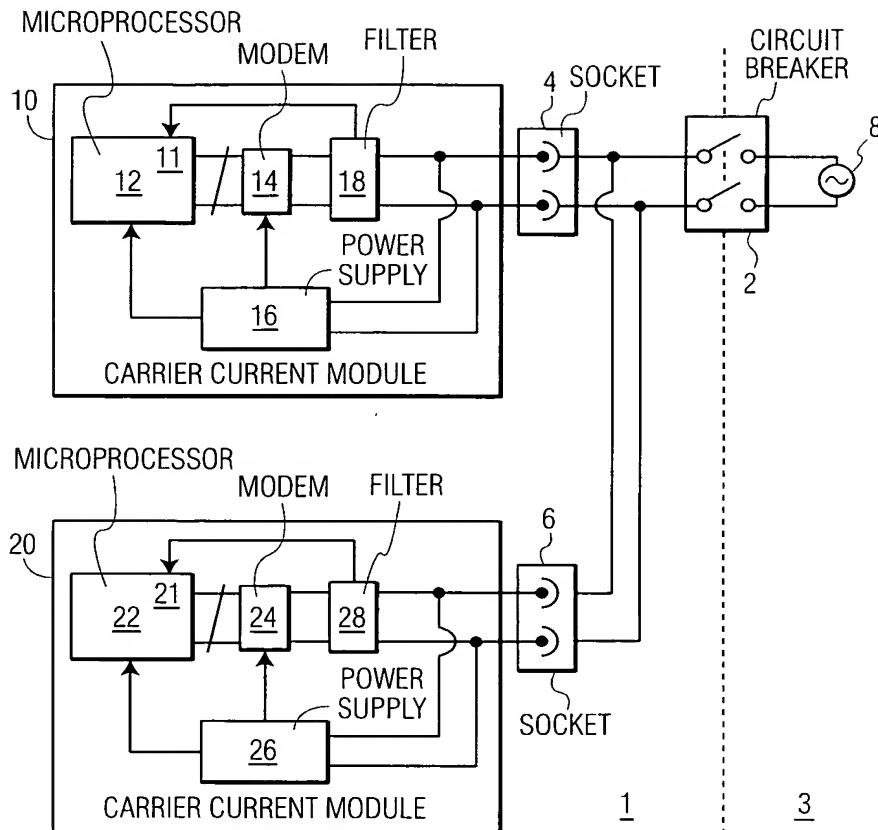 MICROPROCESSOR
MODEM
FILTER
4
SOCKET
CIRCUIT
BREAKER
8
10
11
12
14
18
POWER
SUPPLY
2
16
CARRIER CURRENT MODULE
MICROPROCESSOR
MODEM
FILTER
6
20
21
22
24
28
POWER
SUPPLY
SOCKET
26
CARRIER CURRENT MODULE
1
3